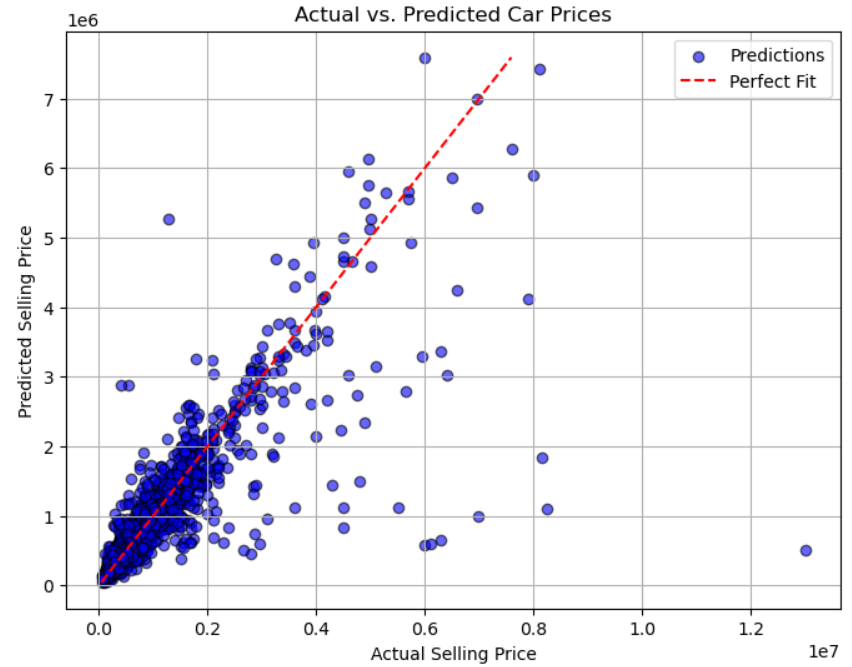 Actual vs. Predicted Car Prices
1e6
Predictions
Perfect Fit
7
6
5
4
3
2
1
0
Predicted Selling Price
0.0 0.2 0.4 0.6 0.8 1.0 1.2
1e7
Actual Selling Price